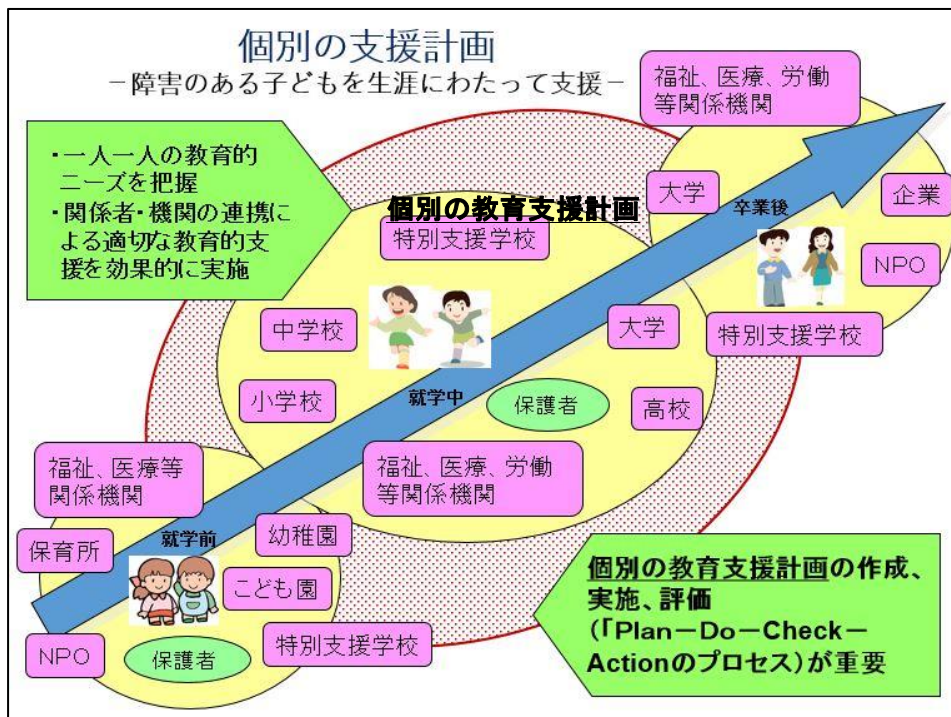 個別の支援計画
－障害のある子どもを生涯にわたって支援－
福祉、医療、労働
等関係機関
・一人一人の教育的
ニーズを把握
・関係者・機関の連携に
よる適切な教育的支
援を効果的に実施
個別の教育支援計画
特別支援学校
大学
卒業後
企業
NPO
中学校
大学
特別支援学校
小学校
就学中
保護者
高校
福祉、医療等
関係機関
福祉、医療、労働
等関係機関
保育所
就学前
幼稚園
こども園
NPO
保護者
特別支援学校
個別の教育支援計画の作成、
実施、評価
(「Plan－Do－Check－
Actionのプロセス)が重要